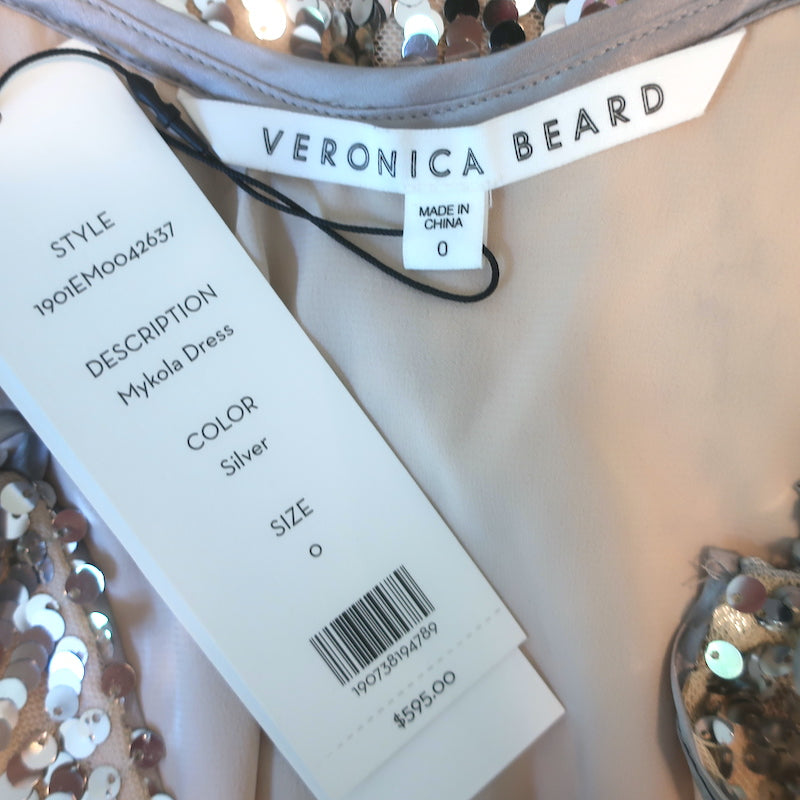 VERONICA BEARD
MADE IN
CHINA
0
STYLE
1901EM0042637
DESCRIPTION
Mykola Dress
COLOR
Silver
SIZE
0
190738194789
$595.00